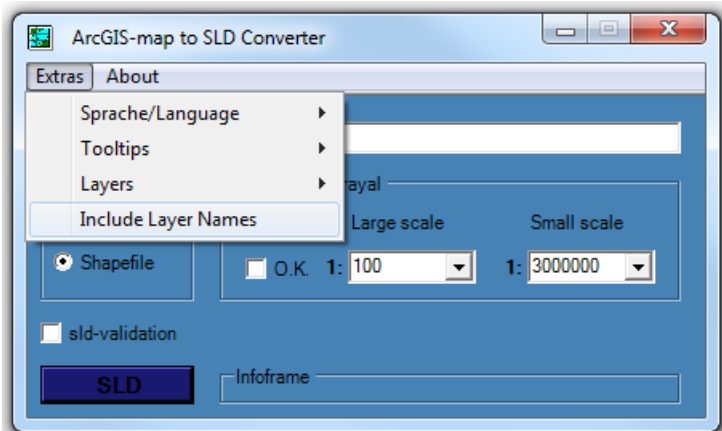 ArcGIS-map to SLD Converter
Extras About
Sprache/Language
Tooltips
Layers
Include Layer Names
rayal
Large scale Small scale
Shapefile
O.K. 1: 100 1: 3000000
sld-validation
SLD
Infoframe